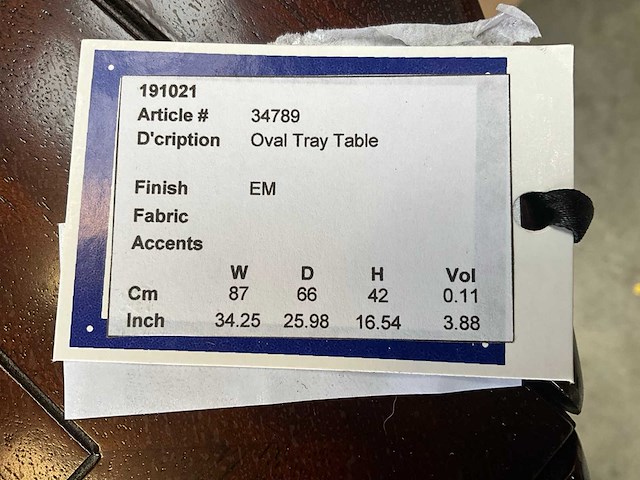 191021
Article # 34789
D'cription Oval Tray Table
Finish EM
Fabric
Accents
W D H Vol
Cm 87 66 42 0.11
Inch 34.25 25.98 16.54 3.88